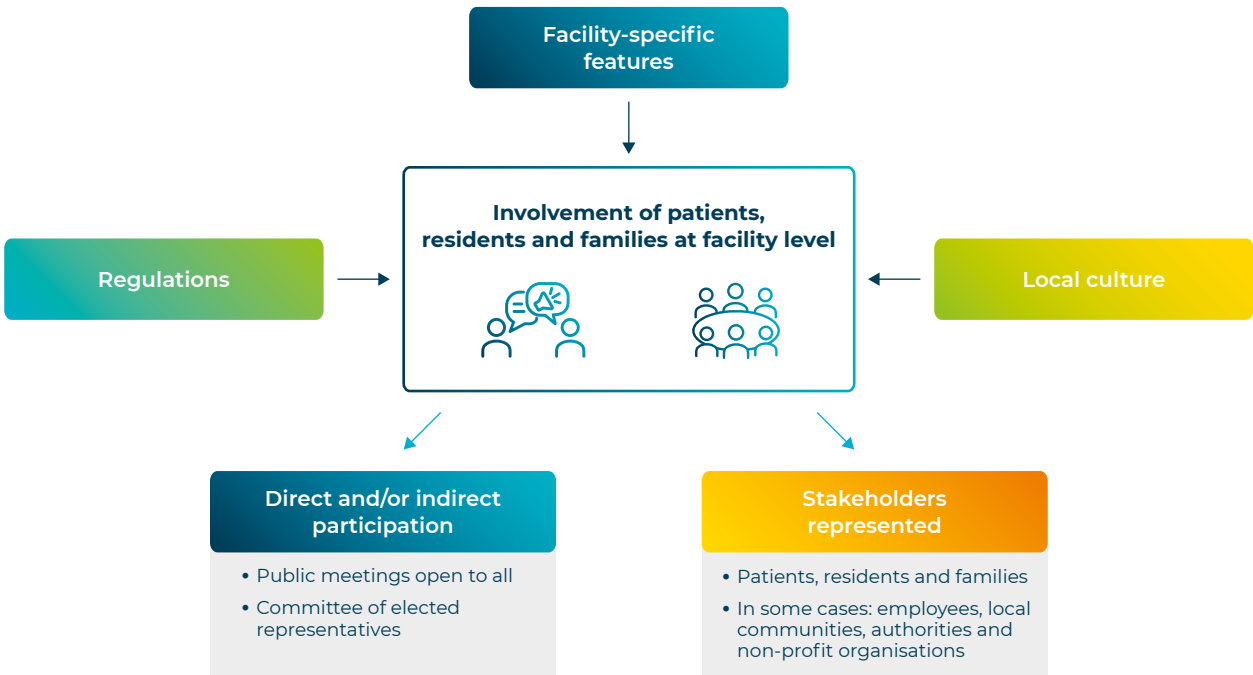 Facility-specific
features
Involvement of patients,
residents and families at facility level
Regulations
Local culture
Direct and/or indirect
participation
• Public meetings open to all
• Committee of elected
representatives
Stakeholders
represented
• Patients, residents and families
• In some cases: employees, local
communities, authorities and
non-profit organisations